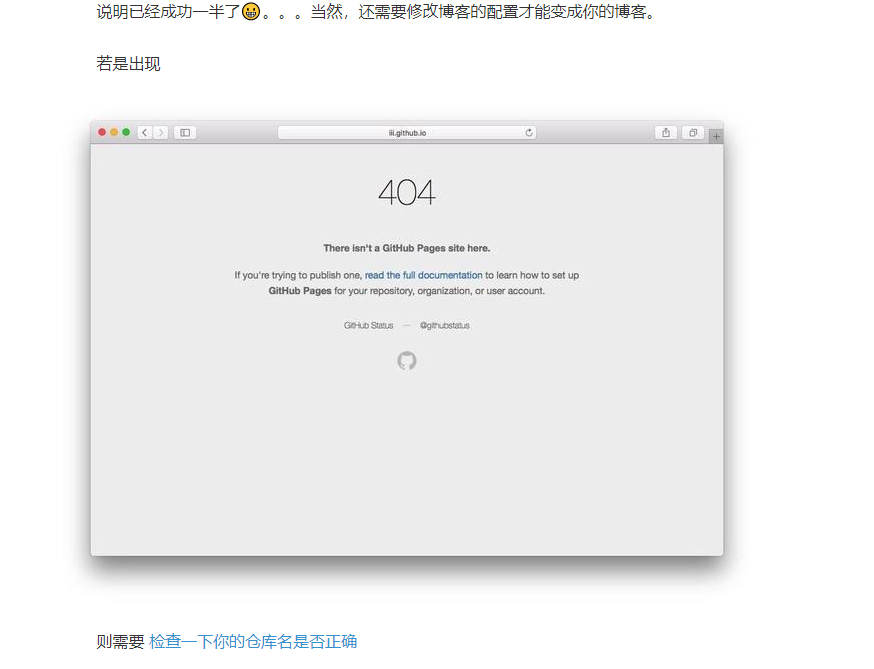 说明已经成功一半了😀。。。当然，还需要修改博客的配置才能变成你的博客。
若是出现
iii.github.io
404
There isn't a GitHub Pages site here.
If you're trying to publish one, read the full documentation to learn how to set up
GitHub Pages for your repository, organization, or user account.
GitHub Status — @githubstatus
则需要 检查一下你的仓库名是否正确